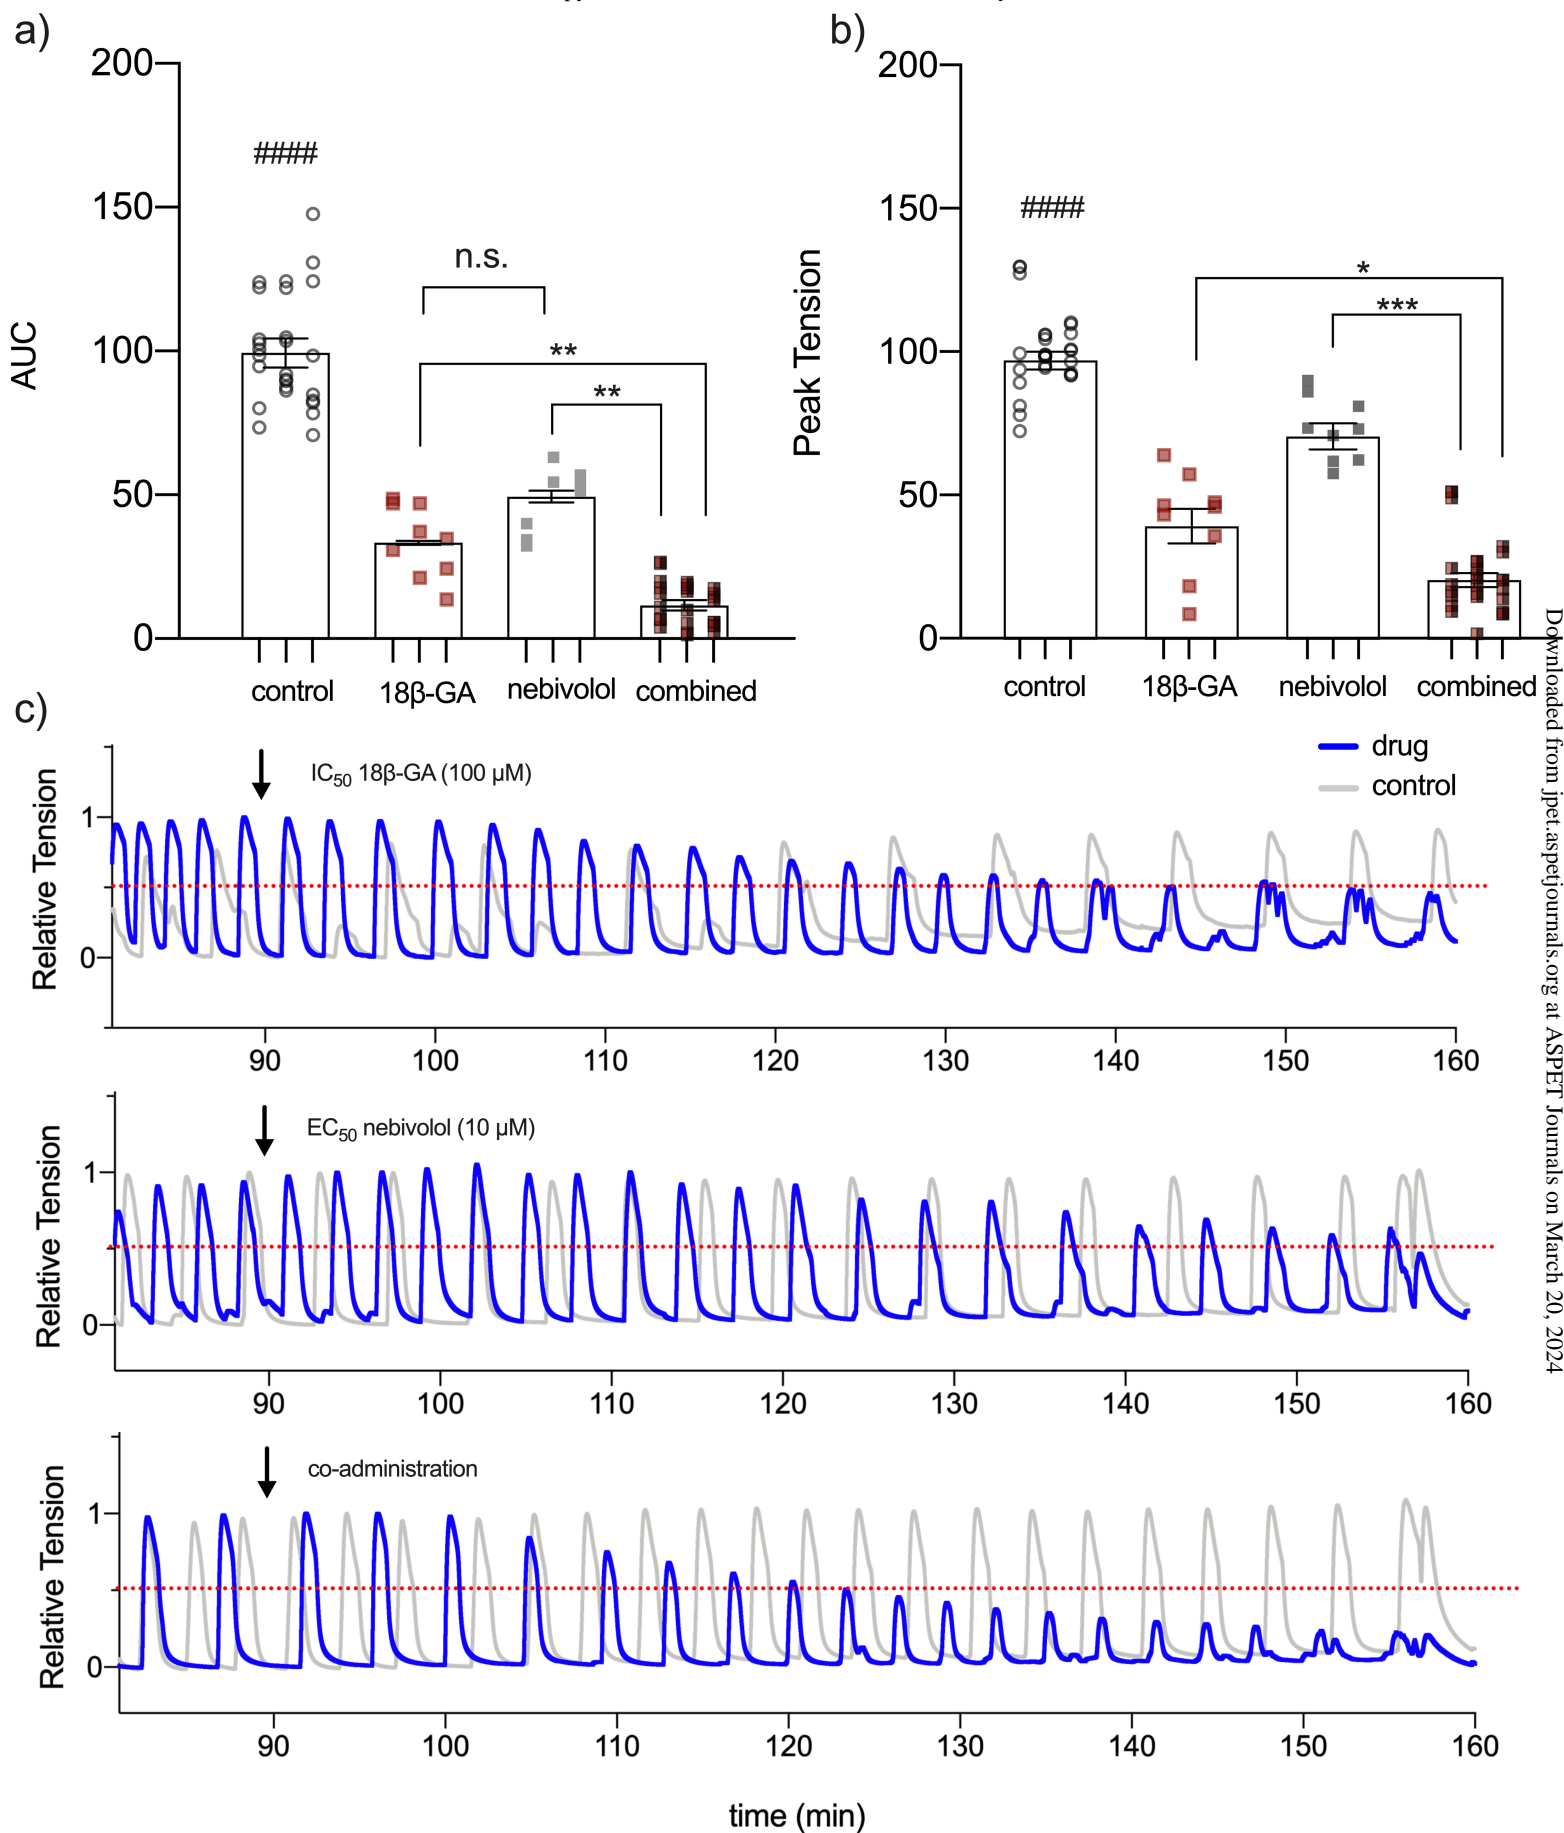 a)
AUC
200
150
100
50
0
####
n.s.
**
**
control
18β-GA
nebivolol
combined
b)
Peak Tension
200
150
100
50
0
####
*
***
control
18β-GA
nebivolol
combined
c)
drug
control
IC50 18β-GA (100 µM)
Relative Tension
1
0
90 100 110 120 130 140 150 160
EC50 nebivolol (10 µM)
Relative Tension
1
0
90 100 110 120 130 140 150 160
co-administration
Relative Tension
1
0
90 100 110 120 130 140 150 160
time (min)
Downloaded from jpet.aspetjournals.org at ASPET Journals on March 20, 2024